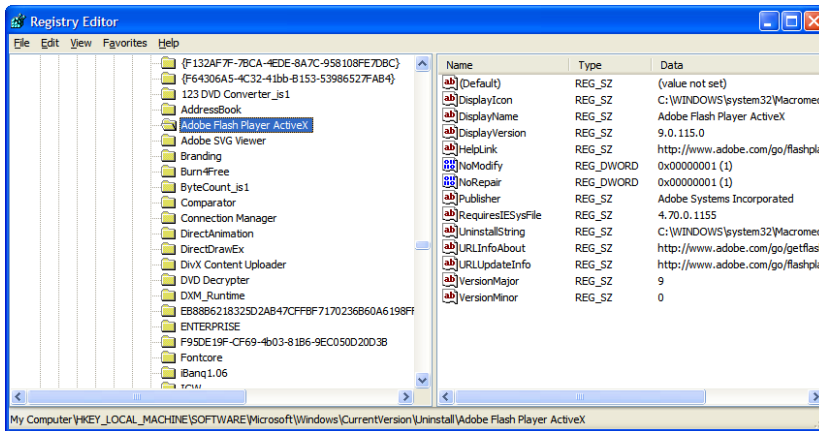 Registry Editor
File Edit View Favorites Help
{F132AF7F-7BCA-4EDE-8A7C-958108FE7DBC}
{F64306A5-4C32-41bb-B153-53986527FAB4}
123 DVD Converter_is1
AddressBook
Adobe Flash Player ActiveX
Adobe SVG Viewer
Branding
Burn4Free
ByteCount_is1
Comparator
Connection Manager
DirectAnimation
DirectDrawEx
DivX Content Uploader
DVD Decrypter
DXM_Runtime
EB88B6218325D2AB47CFFBF7170236B60A6198FF
ENTERPRISE
F95DE19F-CF69-4b03-81B6-9EC050D20D3B
Fontcore
iBanq1.06
ICW
Name Type Data
(Default) REG_SZ (value not set)
DisplayIcon REG_SZ C:\WINDOWS\system32\Macromed
DisplayName REG_SZ Adobe Flash Player ActiveX
DisplayVersion REG_SZ 9.0.115.0
HelpLink REG_SZ http://www.adobe.com/go/flashpla
NoModify REG_DWORD 0x00000001 (1)
NoRepair REG_DWORD 0x00000001 (1)
Publisher REG_SZ Adobe Systems Incorporated
RequiresIESysFile REG_SZ 4.70.0.1155
UninstallString REG_SZ C:\WINDOWS\system32\Macromed
URLInfoAbout REG_SZ http://www.adobe.com/go/getflas
URLUpdateInfo REG_SZ http://www.adobe.com/go/flashpla
VersionMajor REG_SZ 9
VersionMinor REG_SZ 0
My Computer\HKEY_LOCAL_MACHINE\SOFTWARE\Microsoft\Windows\CurrentVersion\Uninstall\Adobe Flash Player ActiveX